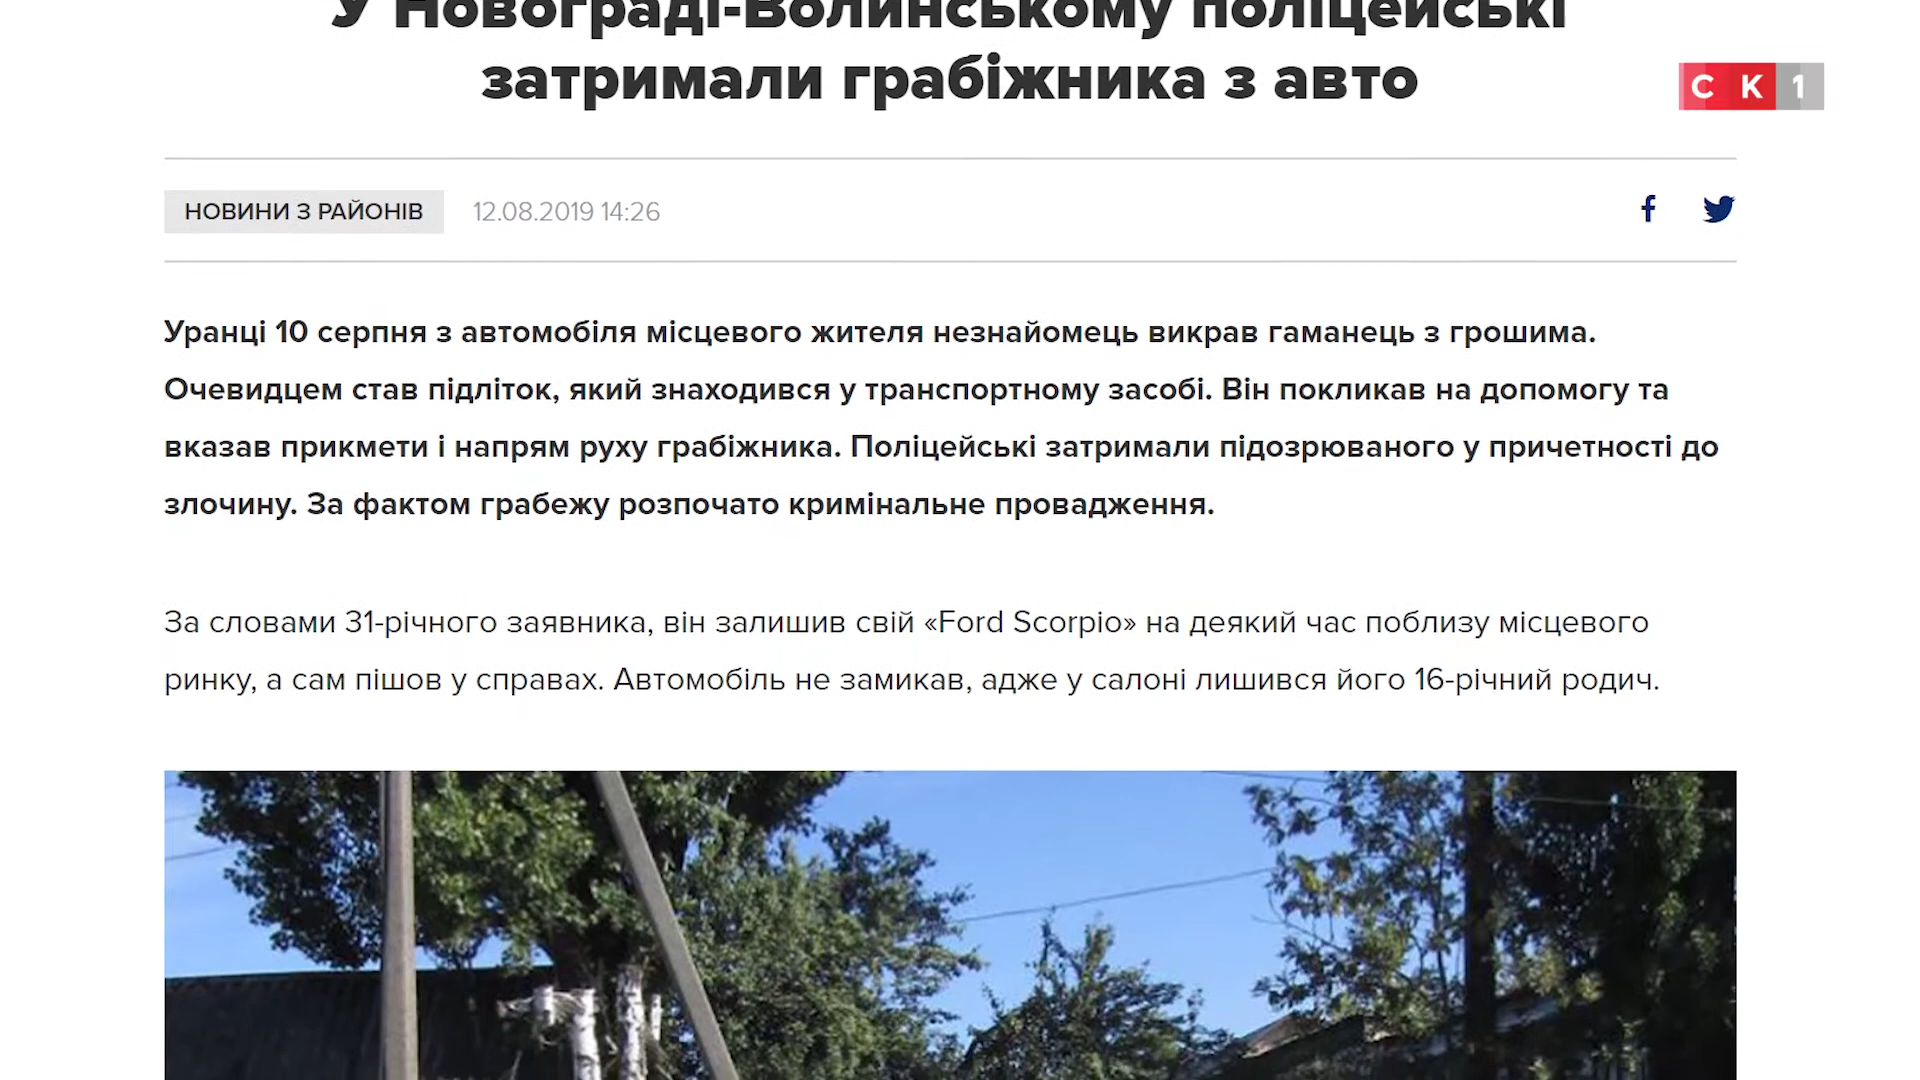 У Новограді-Волинському поліцейські
затримали грабіжника з авто
СК1
НОВИНИ З РАЙОНІВ 12.08.2019 14:26
Уранці 10 серпня з автомобіля місцевого жителя незнайомець викрав гаманець з грошима.
Очевидцем став підліток, який знаходився у транспортному засобі. Він покликав на допомогу та
вказав прикмети і напрям руху грабіжника. Поліцейські затримали підозрюваного у причетності до
злочину. За фактом грабежу розпочато кримінальне провадження.
За словами 31-річного заявника, він залишив свій «Ford Scorpio» на деякий час поблизу місцевого
ринку, а сам пішов у справах. Автомобіль не замикав, адже у салоні лишився його 16-річний родич.